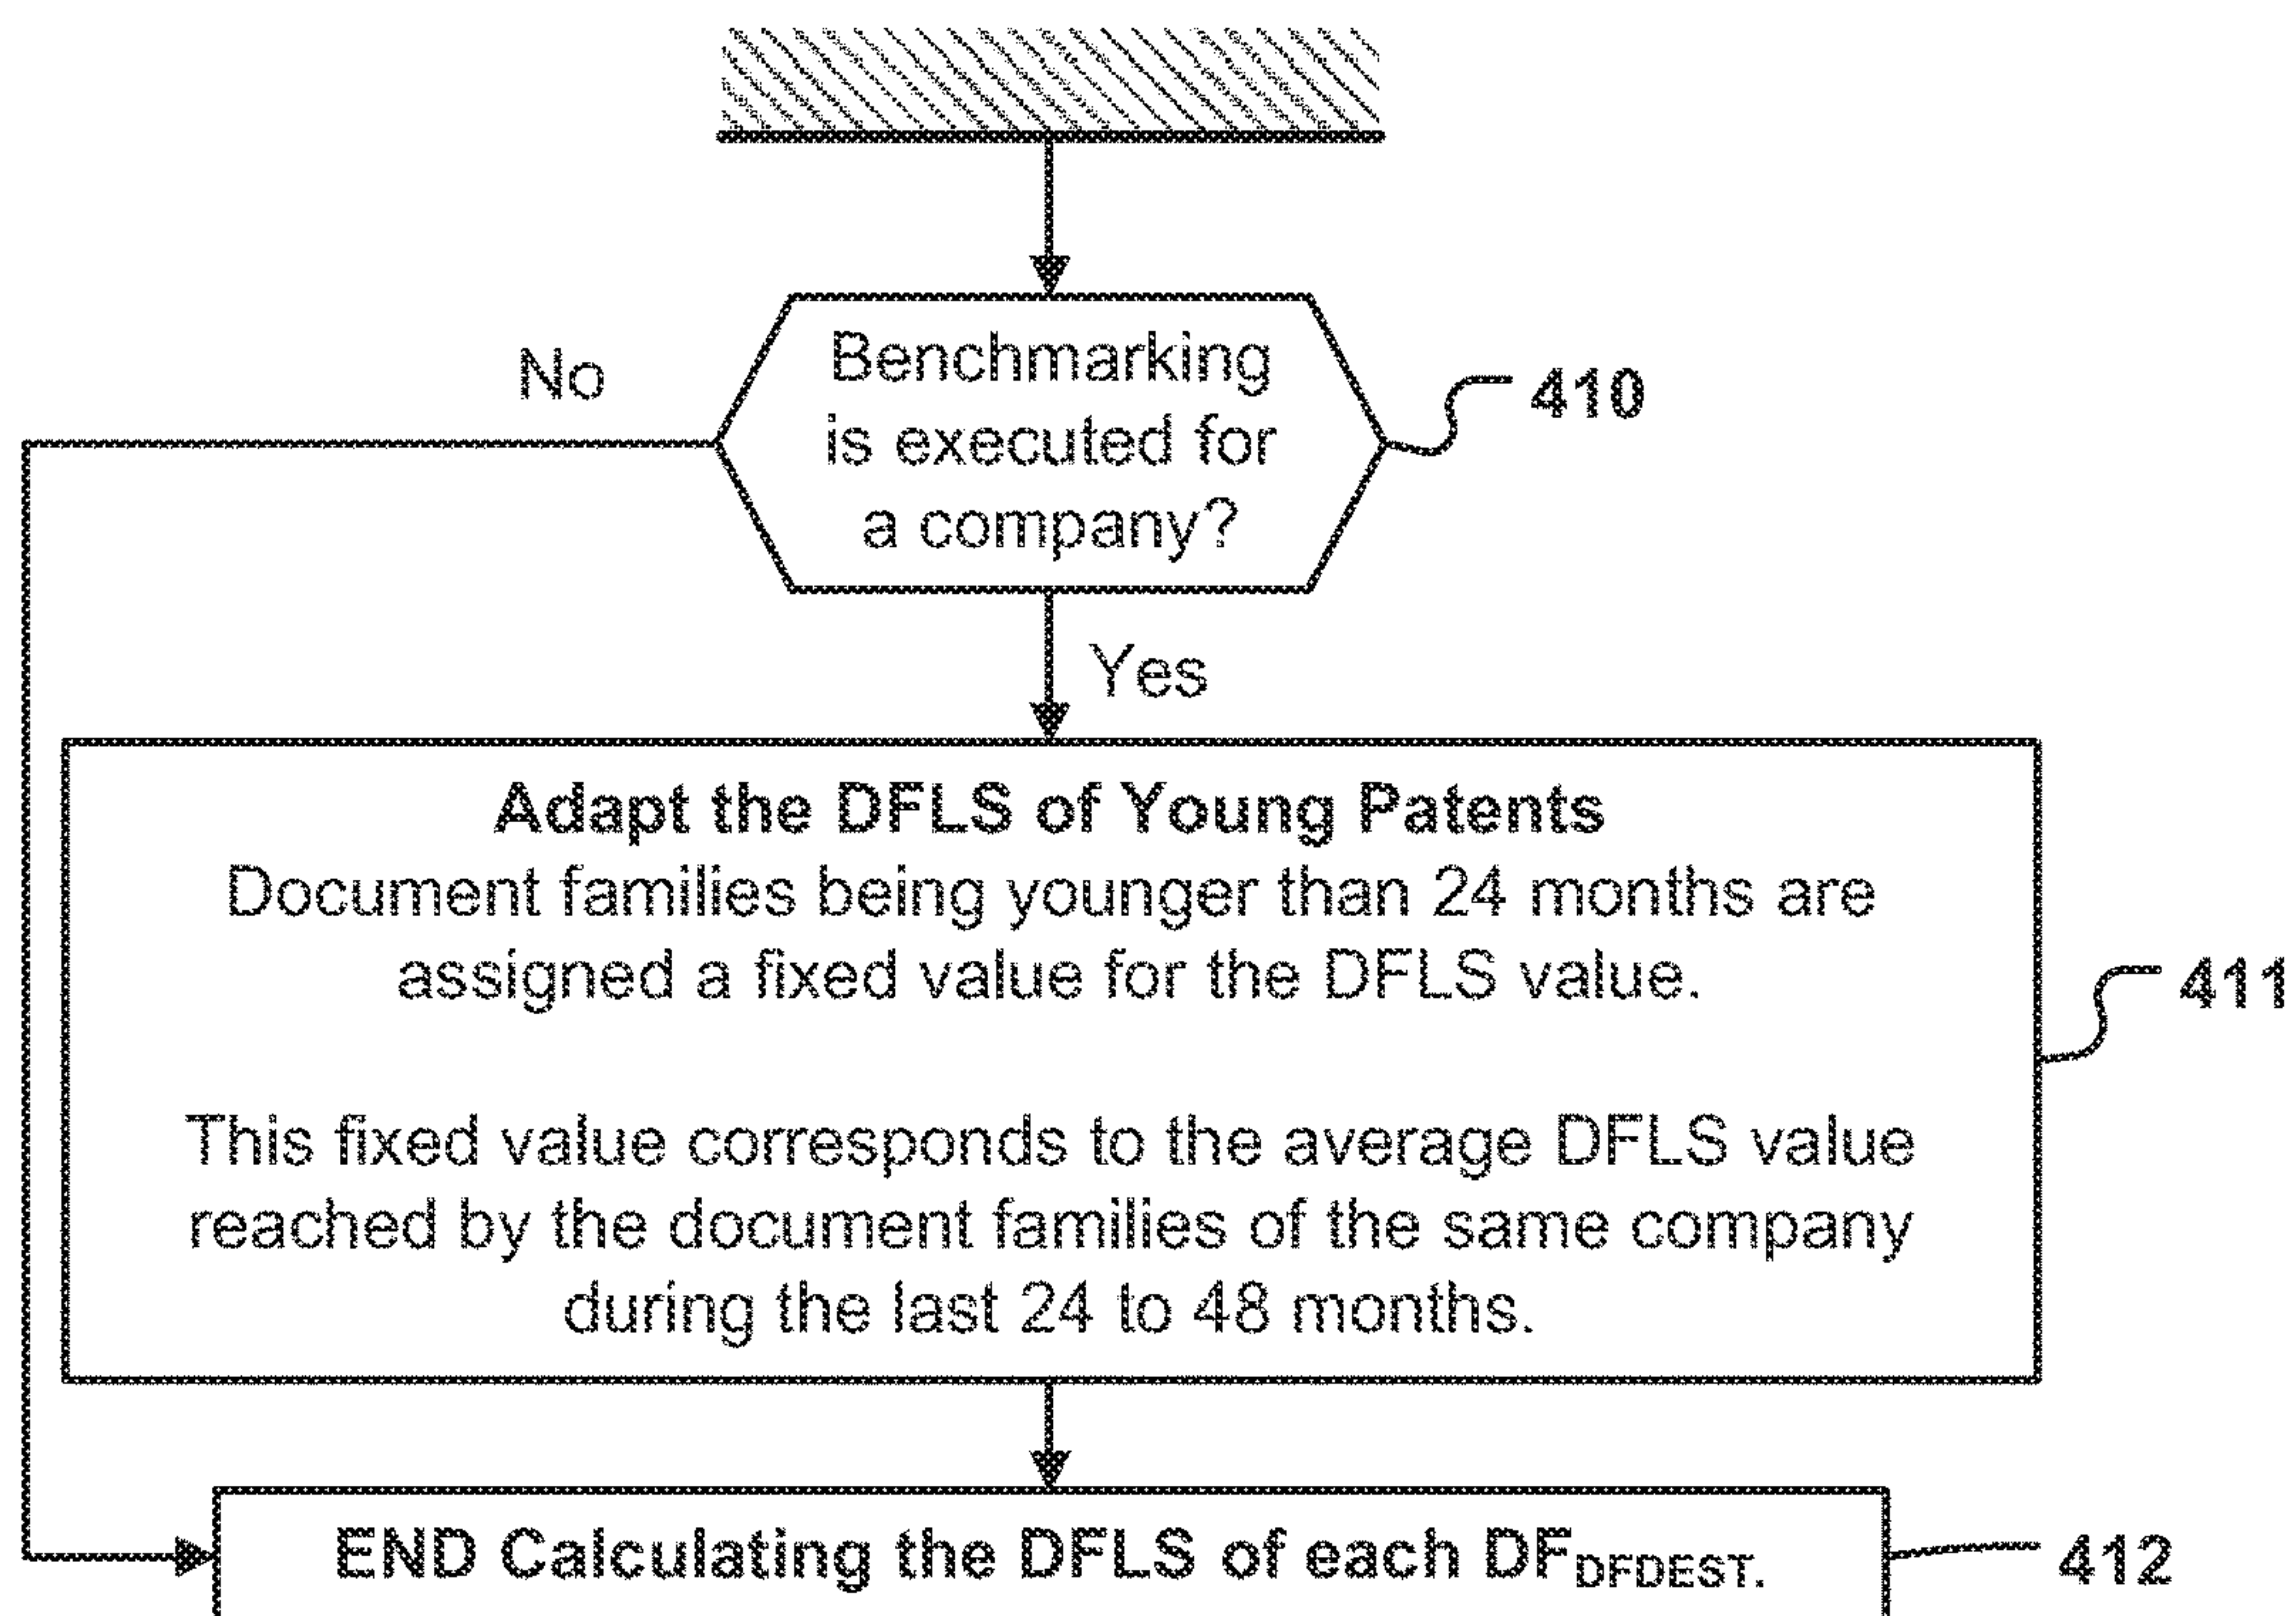 No
Benchmarking
is executed for
a company?
410
Yes
Adapt the DFLS of Young Patents
Document families being younger than 24 months are
assigned a fixed value for the DFLS value.
411
This fixed value corresponds to the average DFLS value
reached by the document families of the same company
during the last 24 to 48 months.
END Calculating the DFLS of each DFDFDEST.
412